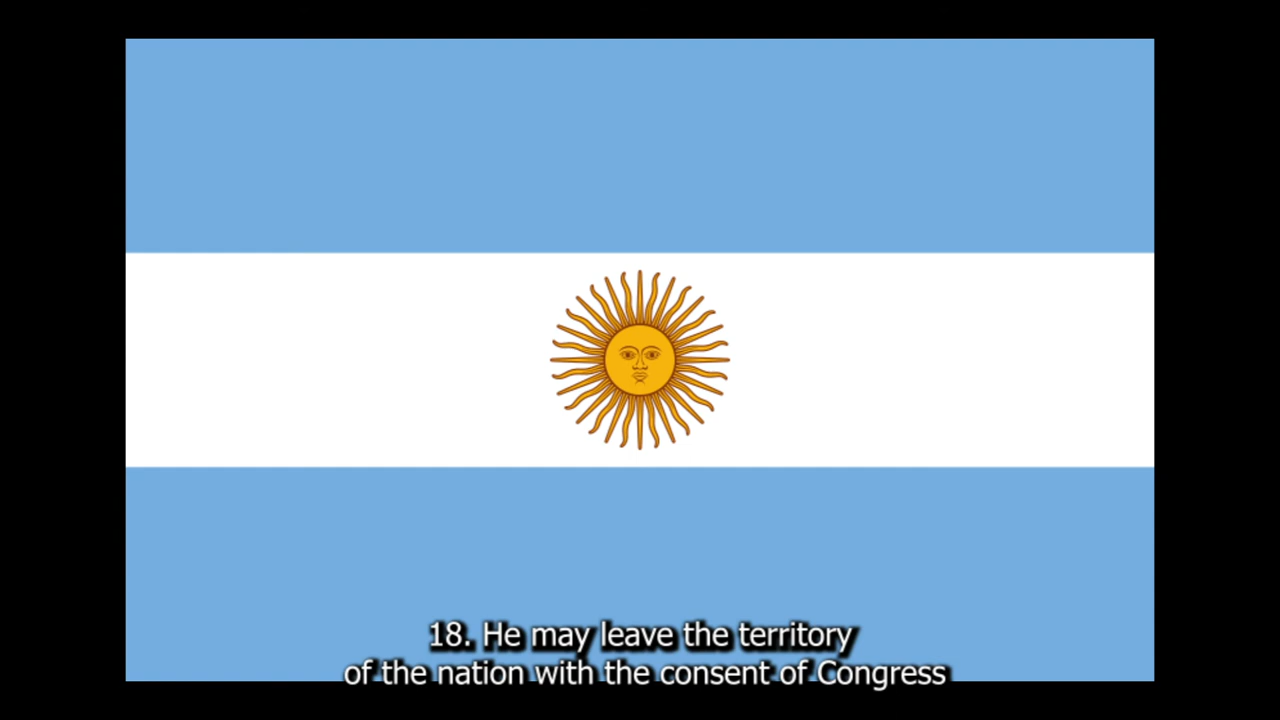 18. He may leave the territory
of the nation with the consent of Congress